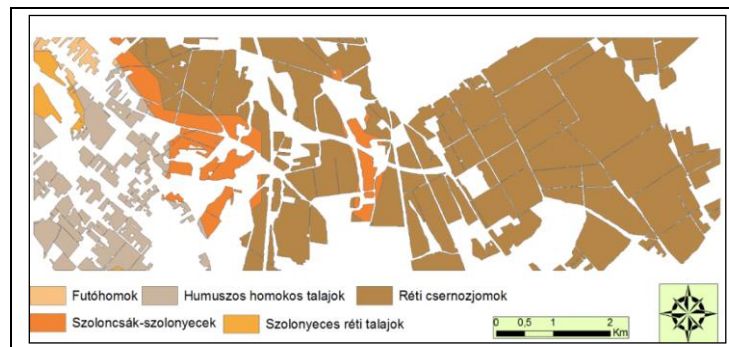 Futóhomok Humuszos homokos talajok Réti csernozjomok
Szoloncsák-szolonyecek Szolonyeces réti talajok
0 0,5 1 2
Km